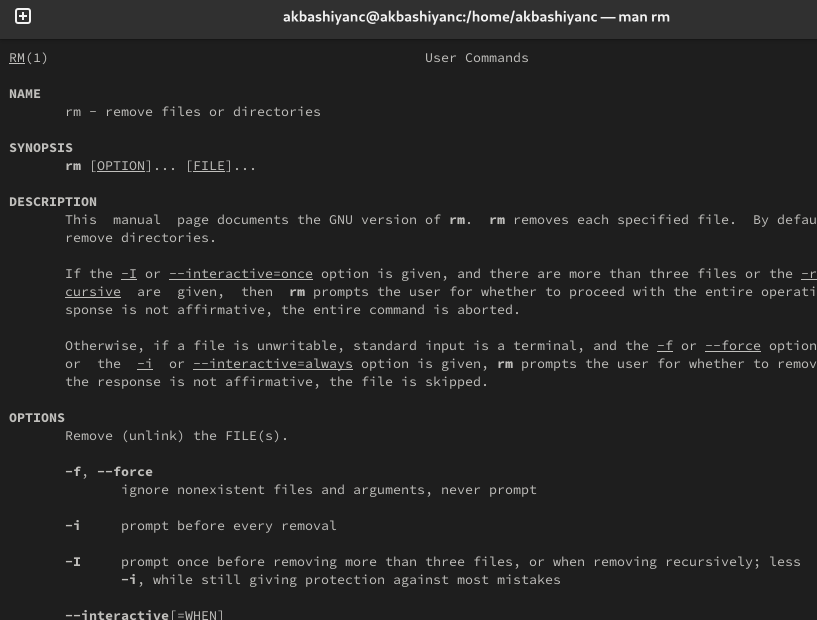 akbashiyanc@akbashiyanc:/home/akbashiyanc — man rm
RM(1) User Commands
NAME
rm - remove files or directories
SYNOPSIS
rm [OPTION]... [FILE]...
DESCRIPTION
This manual page documents the GNU version of rm. rm removes each specified file. By defau
remove directories.
If the -I or --interactive=once option is given, and there are more than three files or the -r
cursive are given, then rm prompts the user for whether to proceed with the entire operati
sponse is not affirmative, the entire command is aborted.
Otherwise, if a file is unwritable, standard input is a terminal, and the -f or --force option
or the -i or --interactive=always option is given, rm prompts the user for whether to remov
the response is not affirmative, the file is skipped.
OPTIONS
Remove (unlink) the FILE(s).
-f, --force
ignore nonexistent files and arguments, never prompt
-i prompt before every removal
-I prompt once before removing more than three files, or when removing recursively; less
-i, while still giving protection against most mistakes
--interactive[=WHEN]